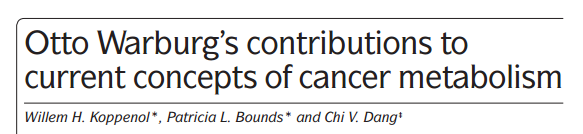 Otto Warburg's contributions to
current concepts of cancer metabolism
Willem H. Koppenol*, Patricia L. Bounds* and Chi V. Dang‡